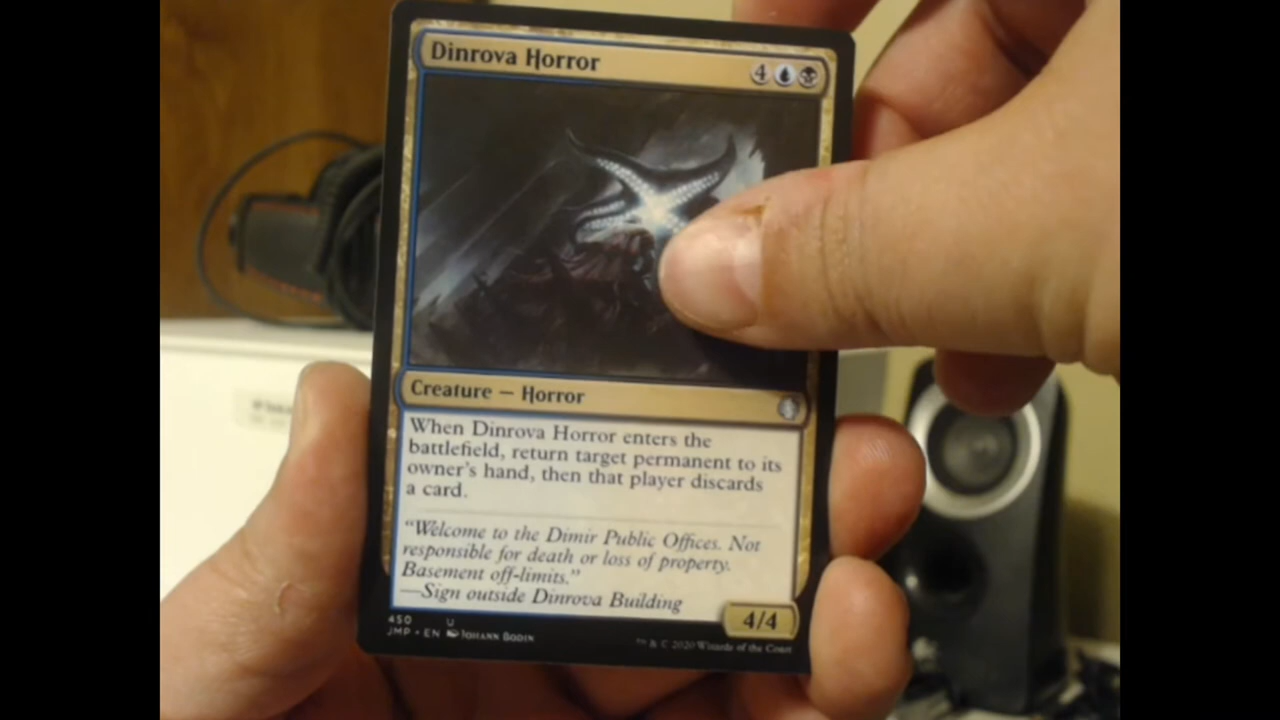 Dinrova Horror
4
Creature — Horror
When Dinrova Horror enters the
battlefield, return target permanent to its
owner's hand, then that player discards
a card.
"Welcome to the Dimir Public Offices. Not
responsible for death or loss of property.
Basement off-limits."
—Sign outside Dinrova Building
4/4
450 U
JMP • EN Johann Bodin
™ & © 2020 Wizards of the Coast